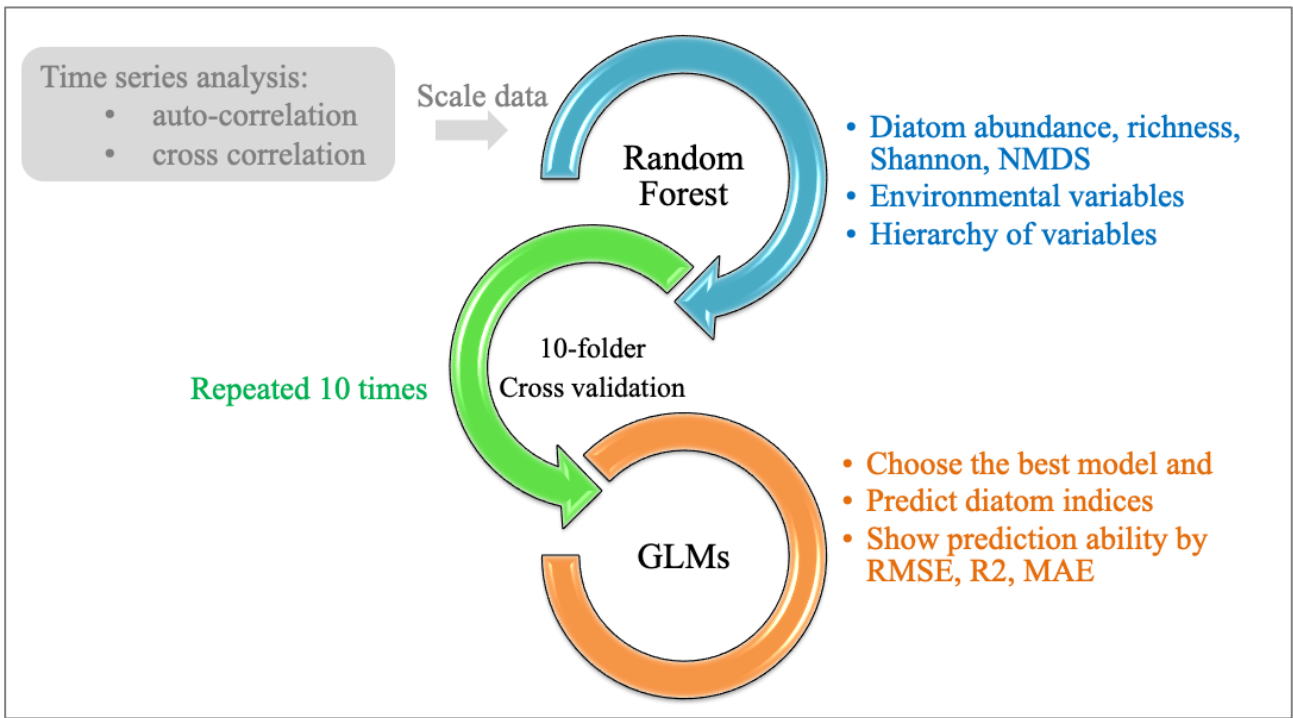 Time series analysis:
• auto-correlation
• cross correlation
Scale data
Random
Forest
• Diatom abundance, richness,
Shannon, NMDS
• Environmental variables
• Hierarchy of variables
10-folder
Cross validation
Repeated 10 times
GLMs
• Choose the best model and
• Predict diatom indices
• Show prediction ability by
RMSE, R2, MAE